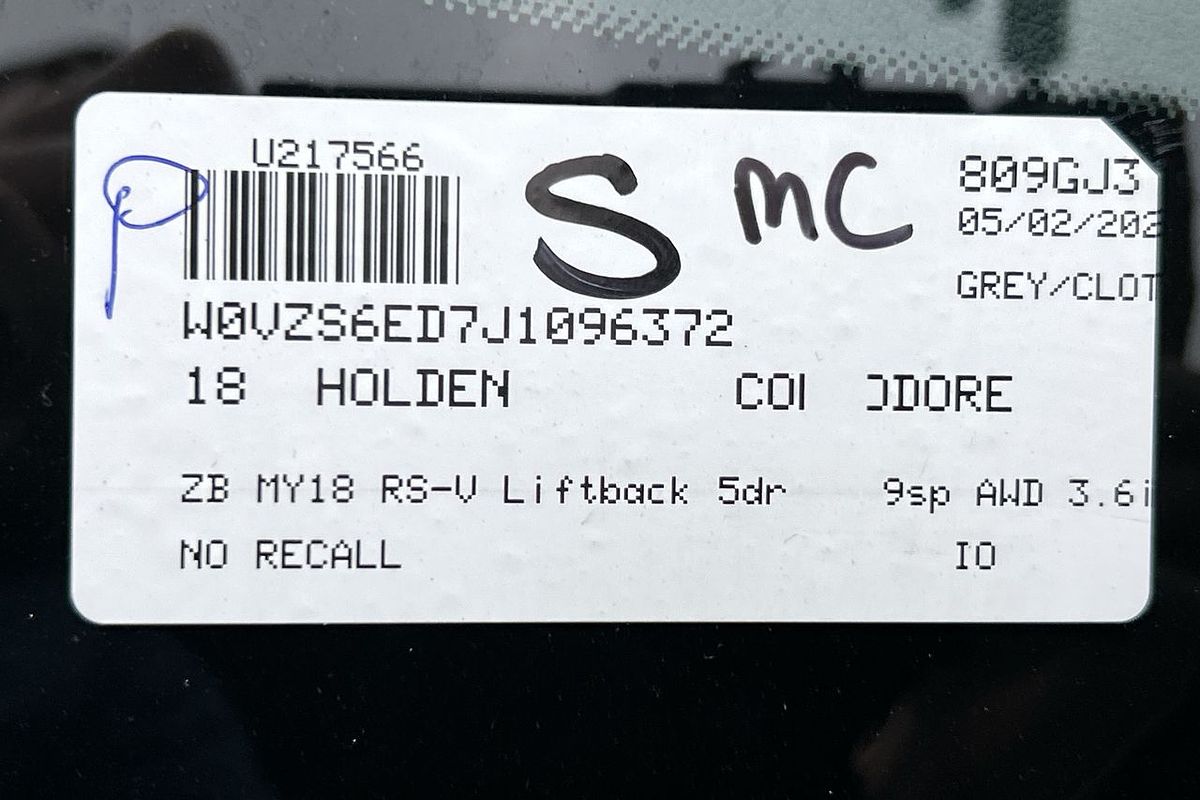 U217566
S MC
809GJ3
05/02/202
GREY/CLOT
P
W0VZS6ED7J1096372
18 HOLDEN
ZB MY18 RS-V Liftback 5dr 9sp AWD 3.6i
NO RECALL IO